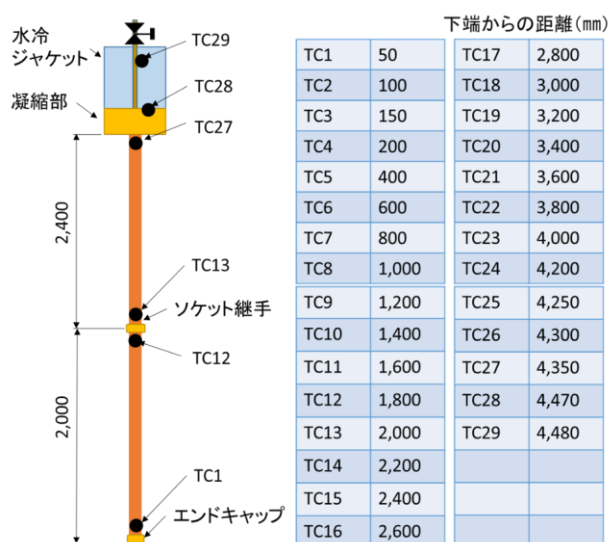 下端からの距離(mm)
水冷
ジャケット
凝縮部
TC29
TC28
TC27
2,400
TC13
ソケット継手
TC12
2,000
TC1
エンドキャップ
TC1 50
TC2 100
TC3 150
TC4 200
TC5 400
TC6 600
TC7 800
TC8 1,000
TC9 1,200
TC10 1,400
TC11 1,600
TC12 1,800
TC13 2,000
TC14 2,200
TC15 2,400
TC16 2,600
TC17 2,800
TC18 3,000
TC19 3,200
TC20 3,400
TC21 3,600
TC22 3,800
TC23 4,000
TC24 4,200
TC25 4,250
TC26 4,300
TC27 4,350
TC28 4,470
TC29 4,480